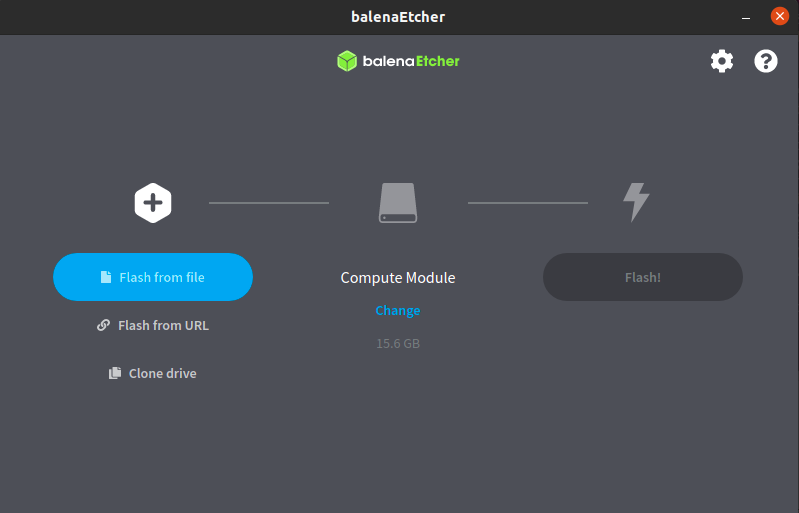 balenaEtcher
balenaEtcher
Flash from file
Flash from URL
Clone drive
Compute Module
Change
15.6 GB
Flash!